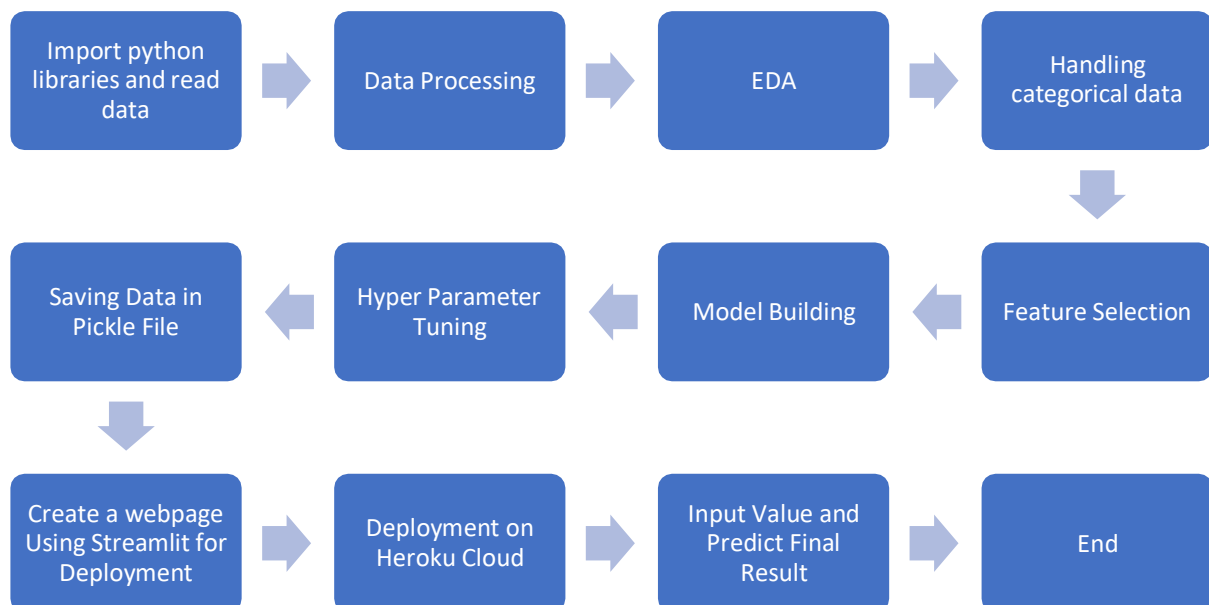 Import python
libraries and read
data
Data Processing
EDA
Handling
categorical data
Feature Selection
Model Building
Hyper Parameter
Tuning
Saving Data in
Pickle File
Create a webpage
Using Streamlit for
Deployment
Deployment on
Heroku Cloud
Input Value and
Predict Final
Result
End